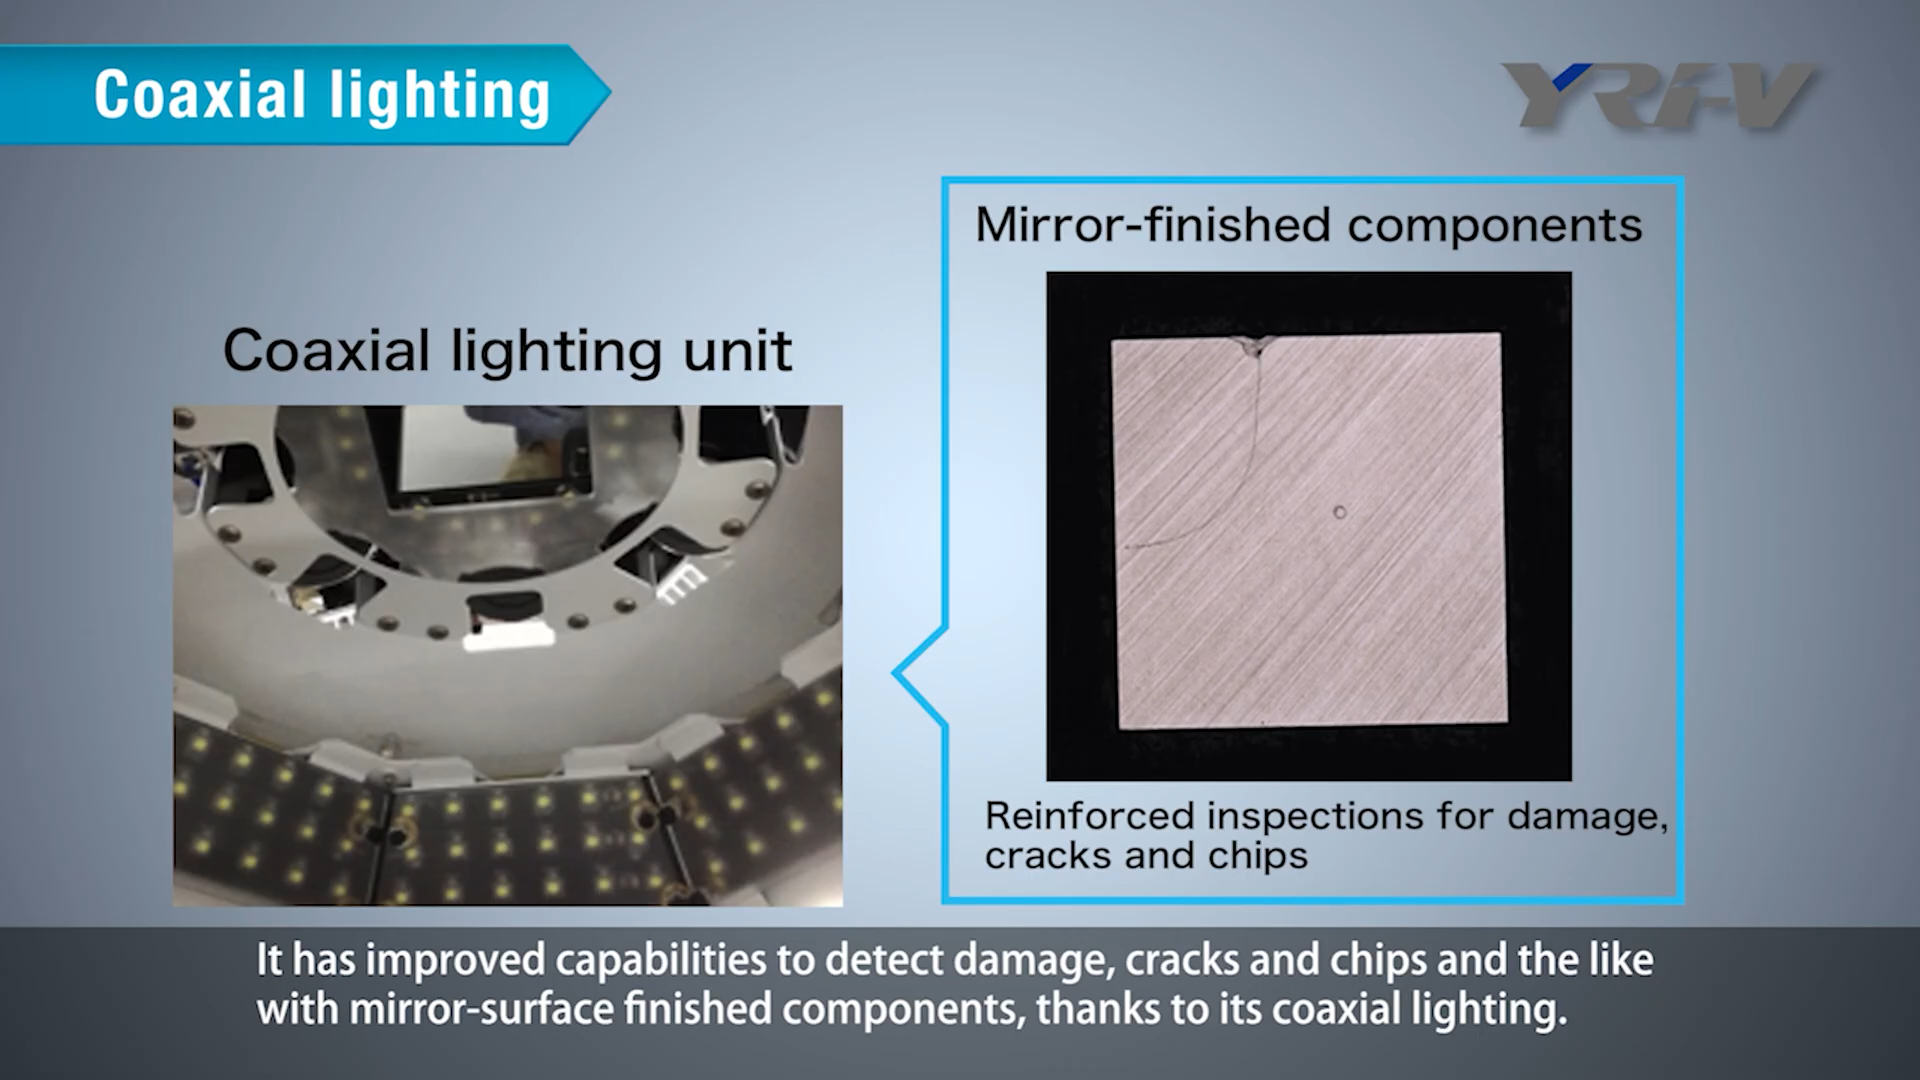 Coaxial lighting
YRi-V
Mirror-finished components
Coaxial lighting unit
Reinforced inspections for damage,
cracks and chips
It has improved capabilities to detect damage, cracks and chips and the like
with mirror-surface finished components, thanks to its coaxial lighting.